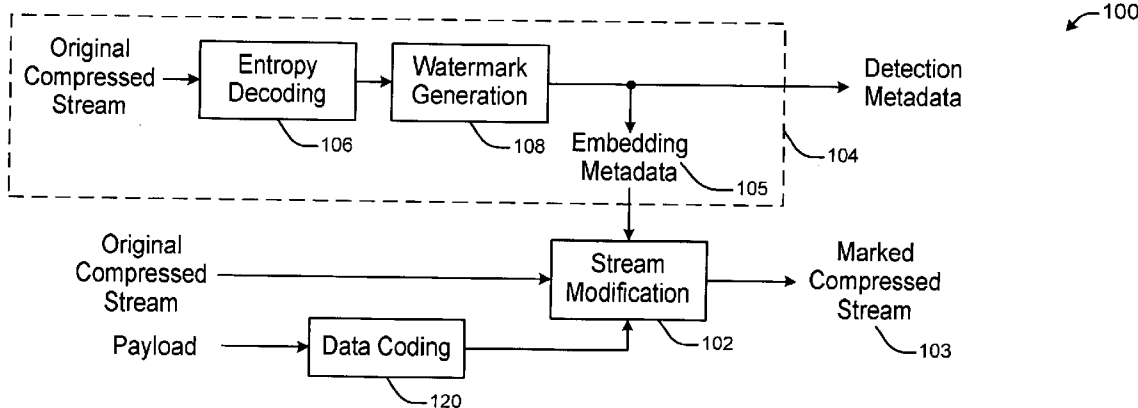 100
Original
Compressed
Stream
Entropy
Decoding
106
Watermark
Generation
108
Detection
Metadata
Embedding
Metadata
105
104
Original
Compressed
Stream
Stream
Modification
102
Marked
Compressed
Stream
103
Payload
Data Coding
120